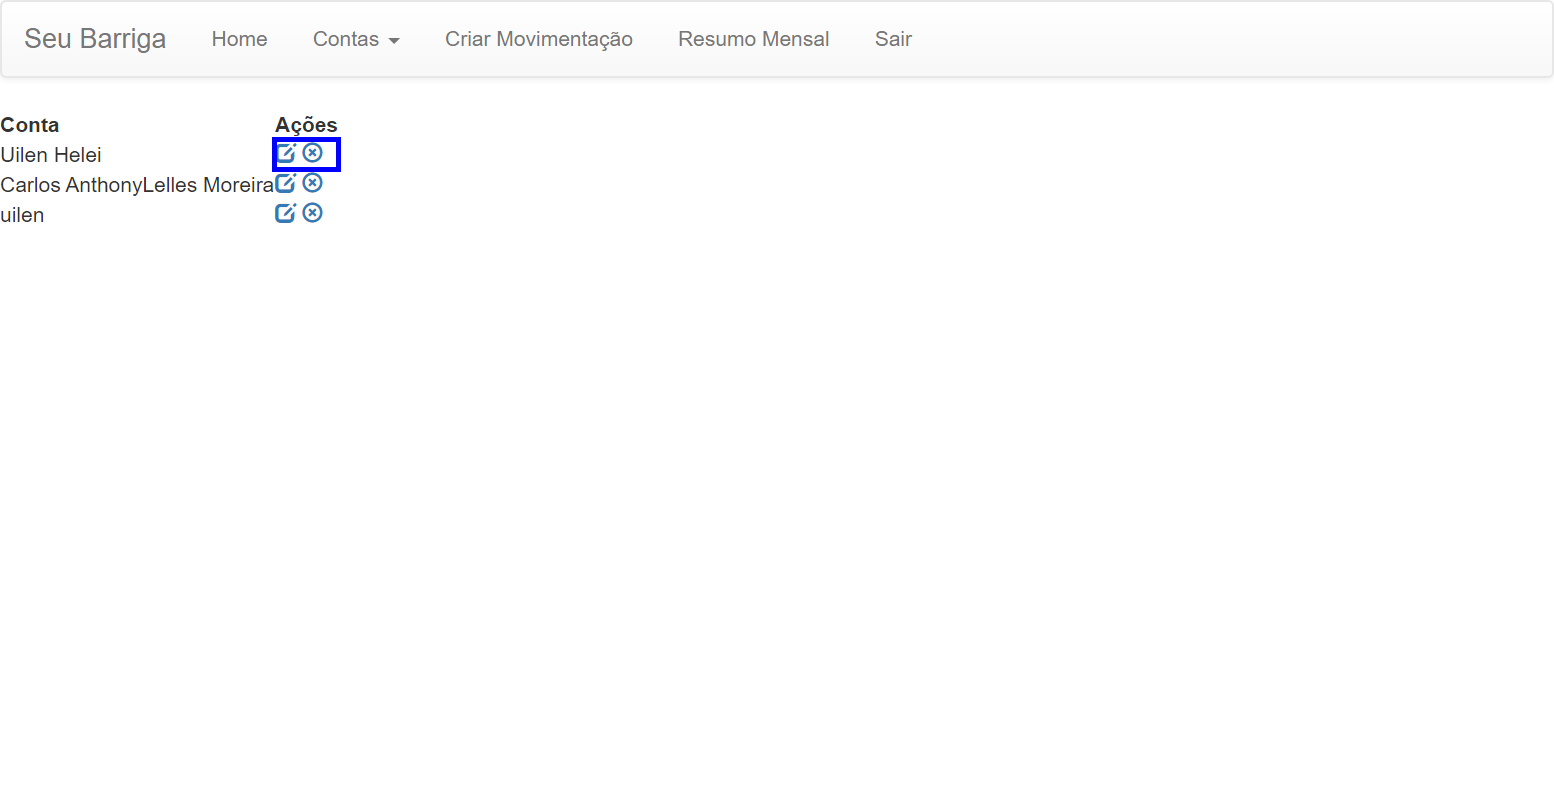 Seu Barriga Home Contas Criar Movimentação Resumo Mensal Sair
Conta Ações
Uilen Helei
Carlos AnthonyLelles Moreira
uilen